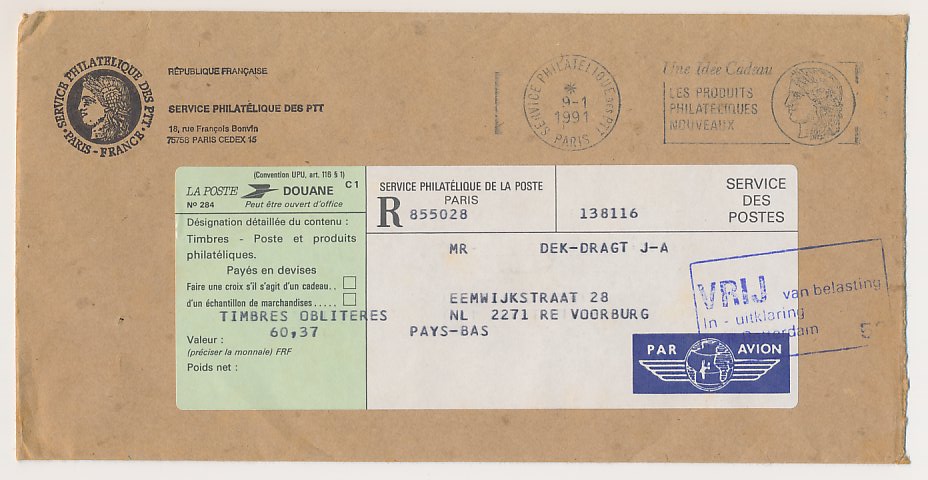 SERVICE PHILATELIQUE DES PTT
PARIS - FRANCE
RÉPUBLIQUE FRANÇAISE
SERVICE PHILATÉLIQUE DES PTT
18, rue François Bonvin
75758 PARIS CEDEX 15
SERVICE PHILATELIQUE DES PTT
9-1
1991
PARIS
Une Idée Cadeau
LES PRODUITS
PHILATELIQUES
NOUVEAUX
(Convention UPU, art. 116 § 1)
LA POSTE DOUANE C 1
No 284 Peut être ouvert d'office
Désignation détaillée du contenu :
Timbres - Poste et produits
philatéliques.
Payés en devises
Faire une croix s'il s'agit d'un cadeau. .
d'un échantillon de marchandises . . . . .
TIMBRES OBLITERES
60,37
Valeur :
(préciser la monnaie) FRF
Poids net :
SERVICE PHILATÉLIQUE DE LA POSTE
PARIS
R 855028
138116
SERVICE
DES
POSTES
MR DEK-DRAGT J-A
EEMWIJKSTRAAT 28
NL 2271 RE VOORBURG
PAYS-BAS
VRIJ van belasting
In - uitklaring
PAR AVION